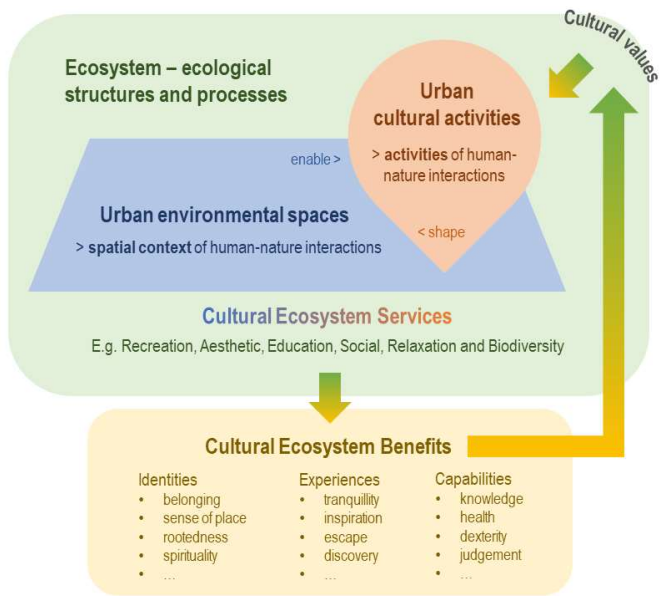 Cultural values
Ecosystem – ecological
structures and processes
Urban
cultural activities
> activities of human-
nature interactions
enable >
Urban environmental spaces
> spatial context of human-nature interactions
< shape
Cultural Ecosystem Services
E.g. Recreation, Aesthetic, Education, Social, Relaxation and Biodiversity
Cultural Ecosystem Benefits
Identities
• belonging
• sense of place
• rootedness
• spirituality
• ...
Experiences
• tranquillity
• inspiration
• escape
• discovery
• ...
Capabilities
• knowledge
• health
• dexterity
• judgement
• ...